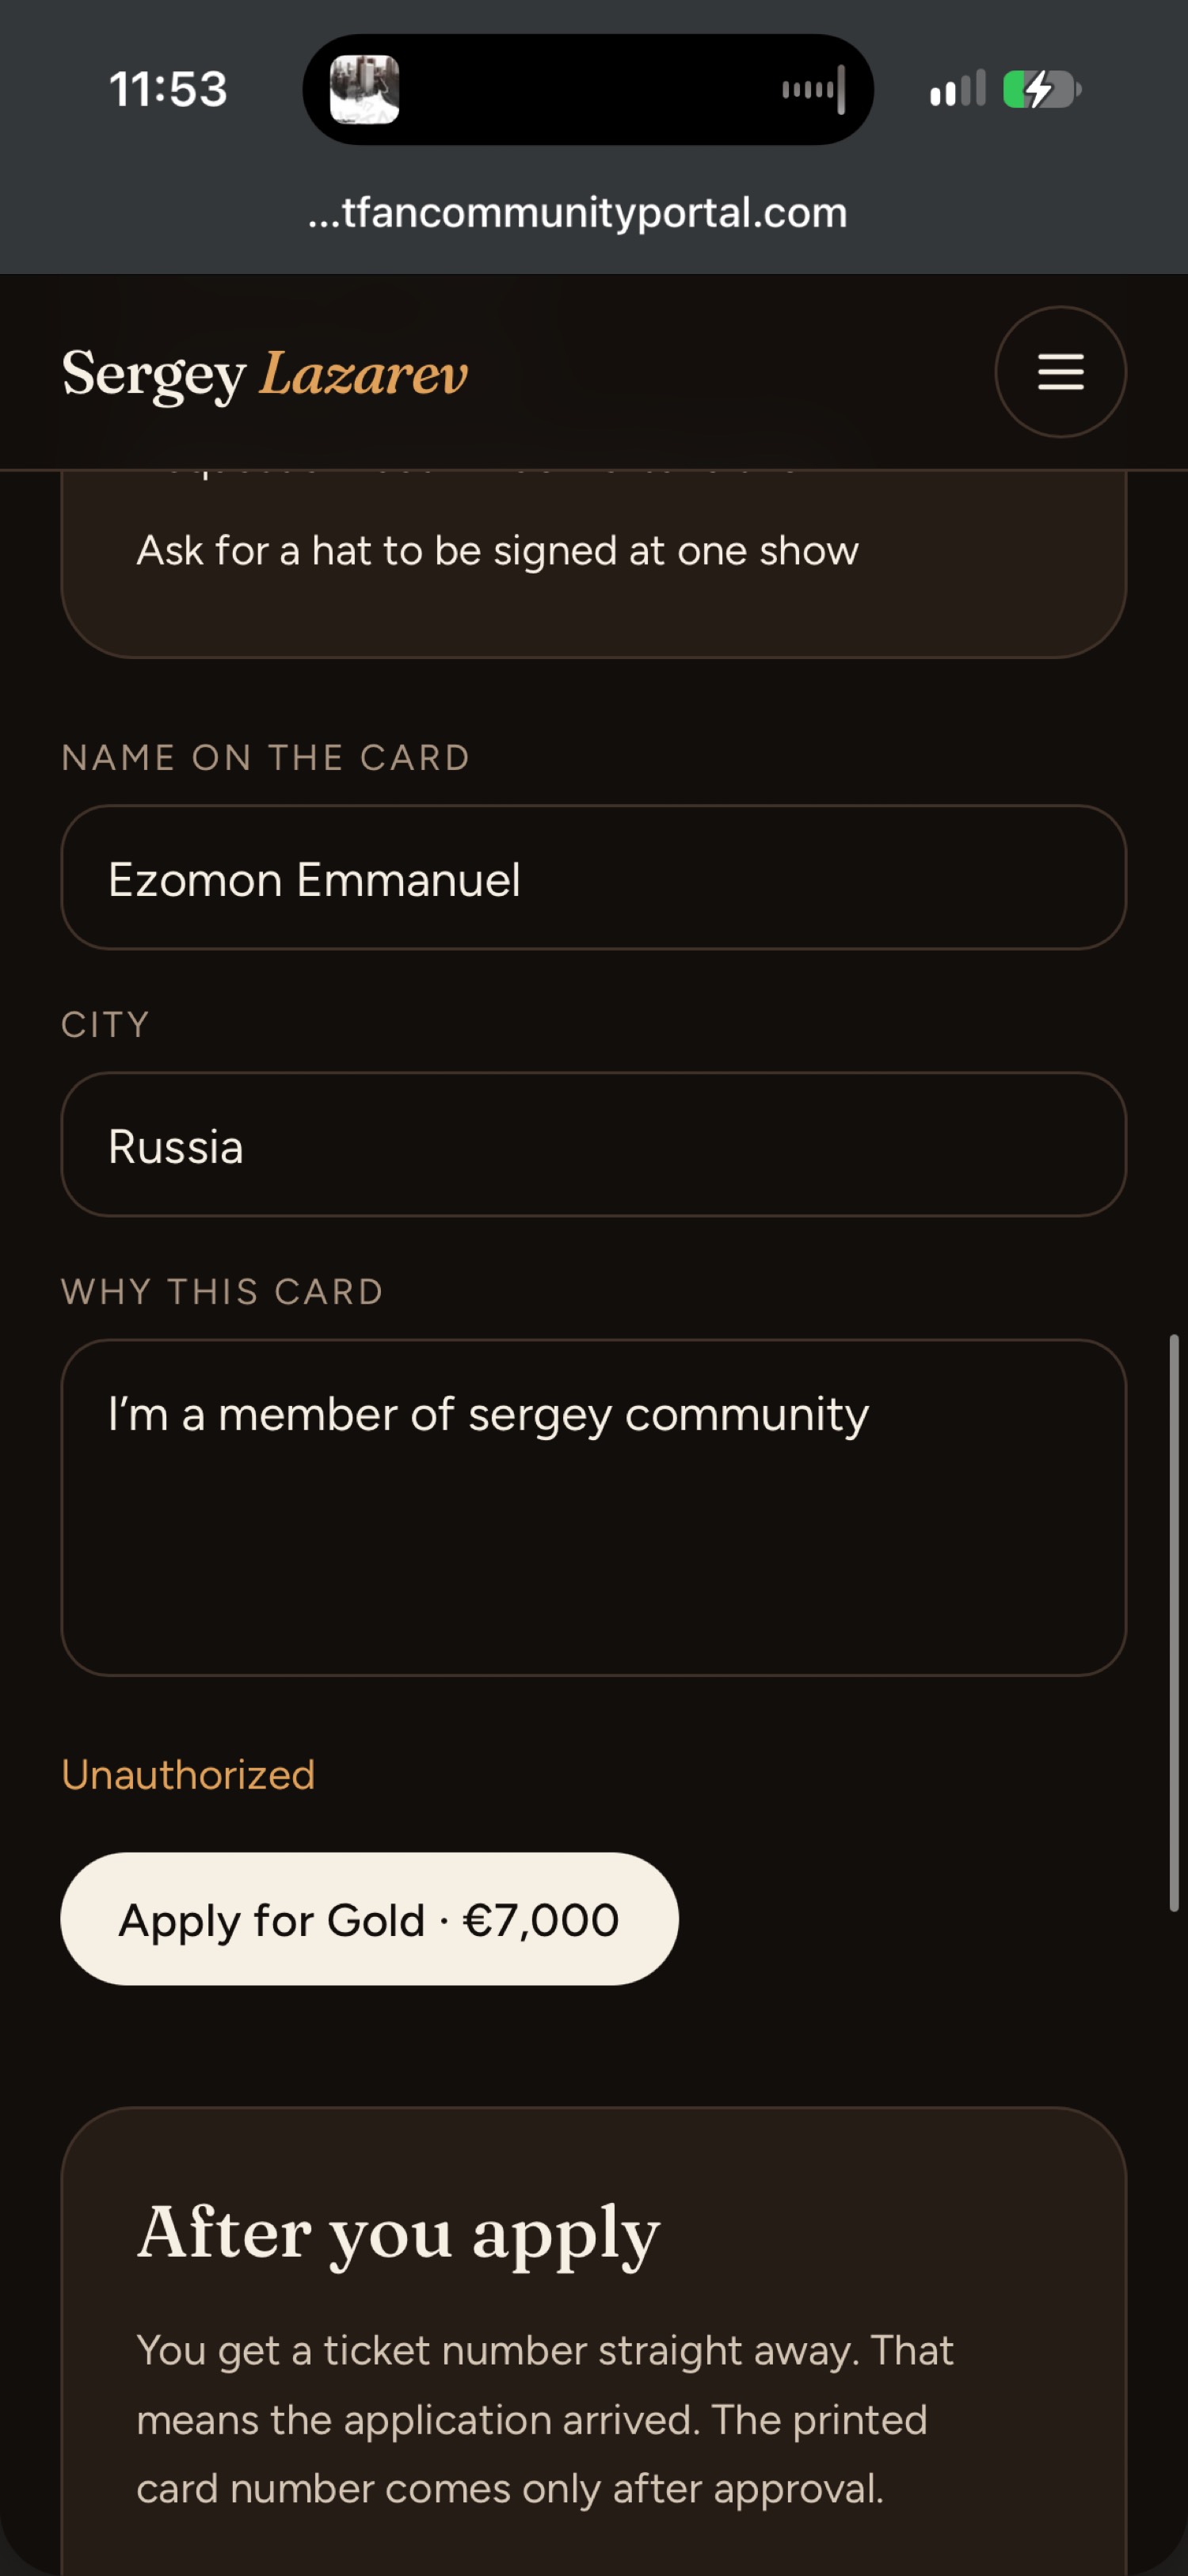 11:53
...tfancommunityportal.com
Sergey Lazarev
Ask for a hat to be signed at one show
NAME ON THE CARD
Ezomon Emmanuel
CITY
Russia
WHY THIS CARD
I’m a member of sergey community
Unauthorized
Apply for Gold · €7,000
After you apply
You get a ticket number straight away. That
means the application arrived. The printed
card number comes only after approval.